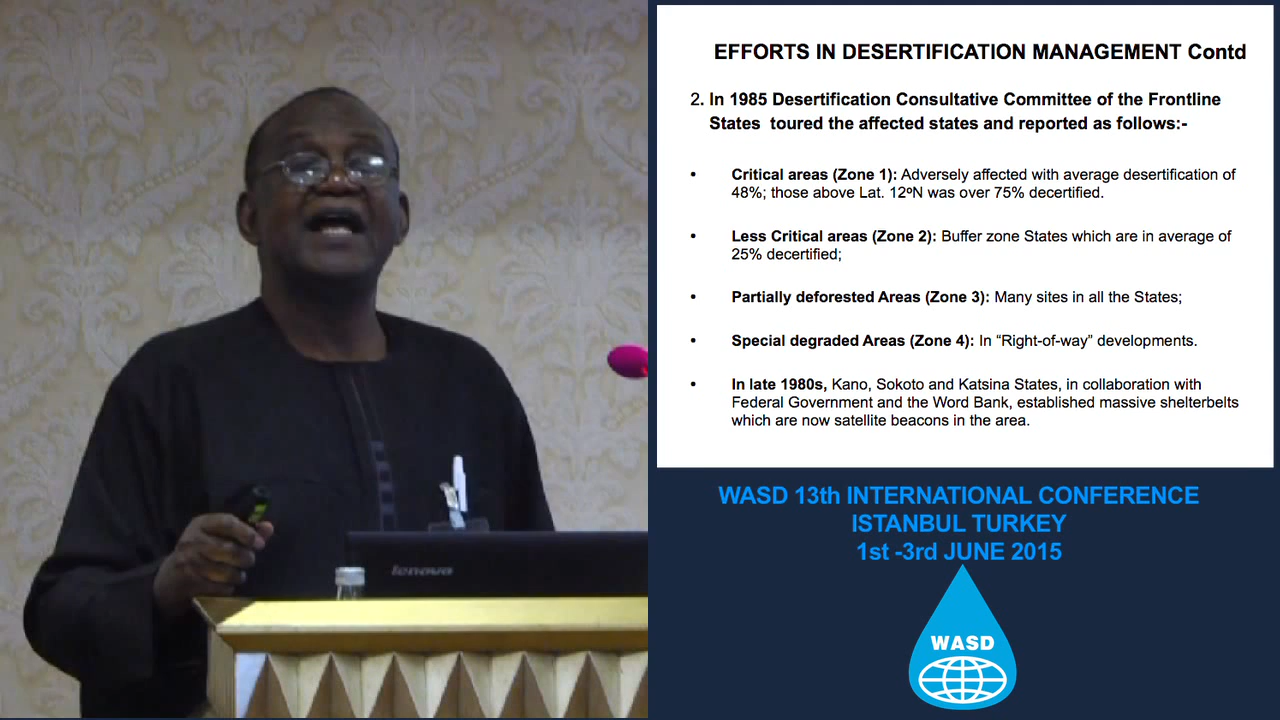 EFFORTS IN DESERTIFICATION MANAGEMENT Contd
2. In 1985 Desertification Consultative Committee of the Frontline
States toured the affected states and reported as follows:-
• Critical areas (Zone 1): Adversely affected with average desertification of
48%; those above Lat. 12ºN was over 75% decertified.
• Less Critical areas (Zone 2): Buffer zone States which are in average of
25% decertified;
• Partially deforested Areas (Zone 3): Many sites in all the States;
• Special degraded Areas (Zone 4): In “Right-of-way” developments.
• In late 1980s, Kano, Sokoto and Katsina States, in collaboration with
Federal Government and the Word Bank, established massive shelterbelts
which are now satellite beacons in the area.
WASD 13th INTERNATIONAL CONFERENCE
ISTANBUL TURKEY
1st -3rd JUNE 2015
WASD
lenovo